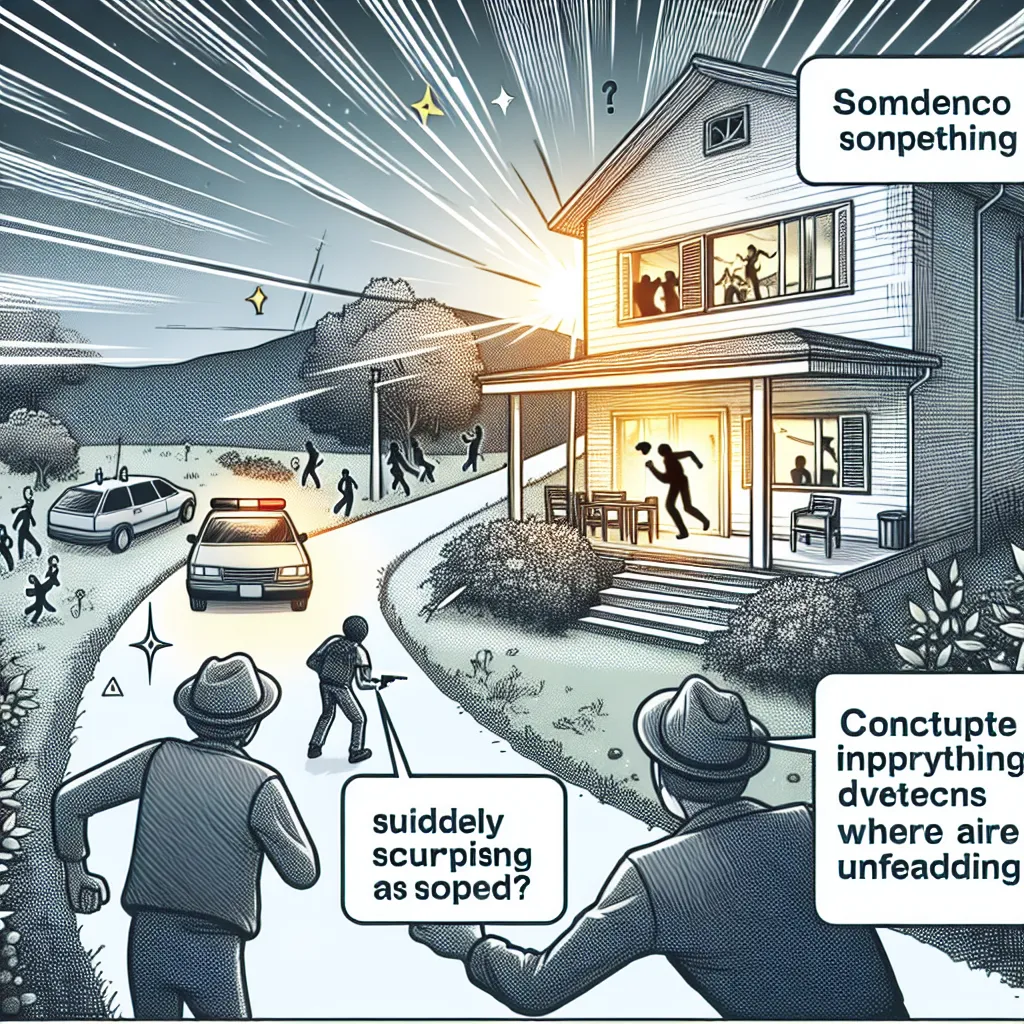 Somdenco
sonpething
suiddely
scurpisng
as soped?
Conctupte
inpprything
dvetecns
where aire
unfeadding
?